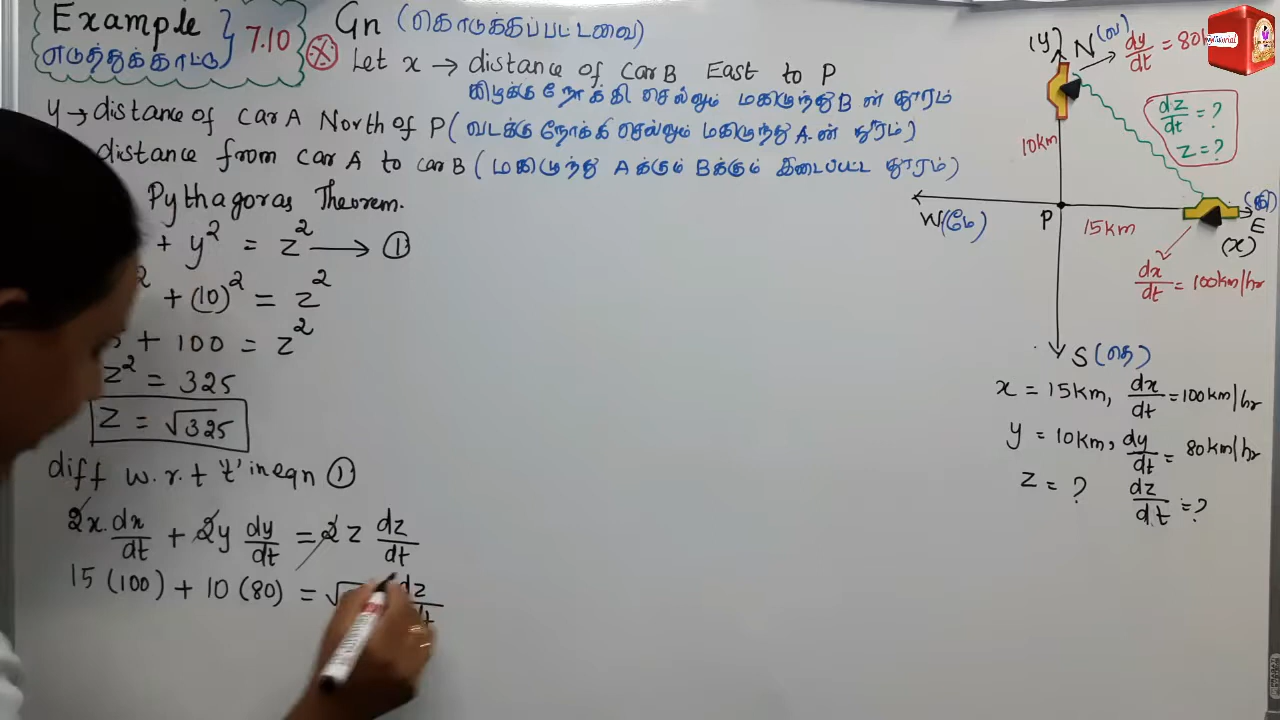 Example
எடுத்துக்காட்டு } 7.10
Gn (கொடுக்கப்பட்டவை)
Let x → distance of car B East to P
கிழக்கு நோக்கி செல்லும் மகிழுந்து B ன் தூரம்
y → distance of car A North of P (வடக்கு நோக்கி செல்லும் மகிழுந்து A ன் தூரம்)
distance from car A to car B (மகிழுந்து A க்கும் B க்கும் இடைப்பட்ட தூரம்)
Pythagoras Theorem.
+ y² = z² → ①
² + (10)² = z²
+ 100 = z²
z² = 325
z = √325
diff w.r.t 't' in eqn ①
2x. dx/dt + 2y dy/dt = 2z dz/dt
15 (100) + 10 (80) = √ dz/dt
(y) N (வ)
dy/dt = 80k
dz/dt = ?
z = ?
10km
W (மே) P 15km E (கி)
(x)
dx/dt = 100km/hr
S (தெ)
x = 15km, dx/dt = 100km/hr
y = 10km, dy/dt = 80km/hr
z = ? dz/dt = ?